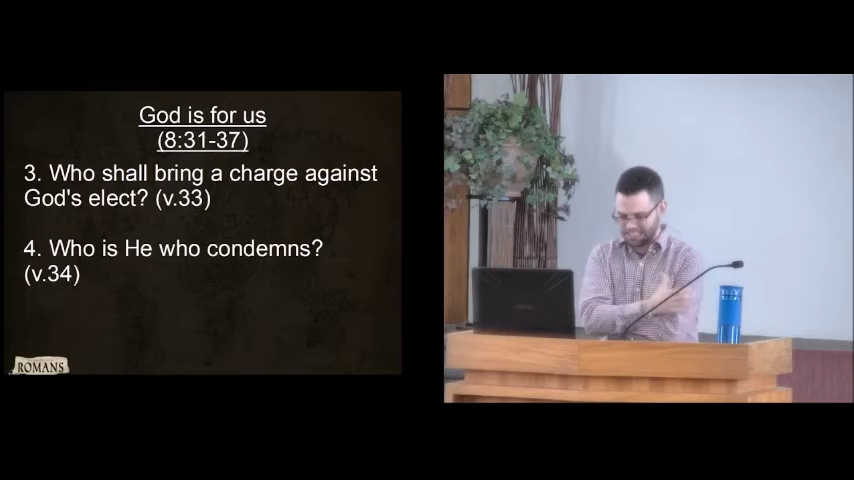 God is for us
(8:31-37)
3. Who shall bring a charge against
God's elect? (v.33)
4. Who is He who condemns?
(v.34)
ROMANS